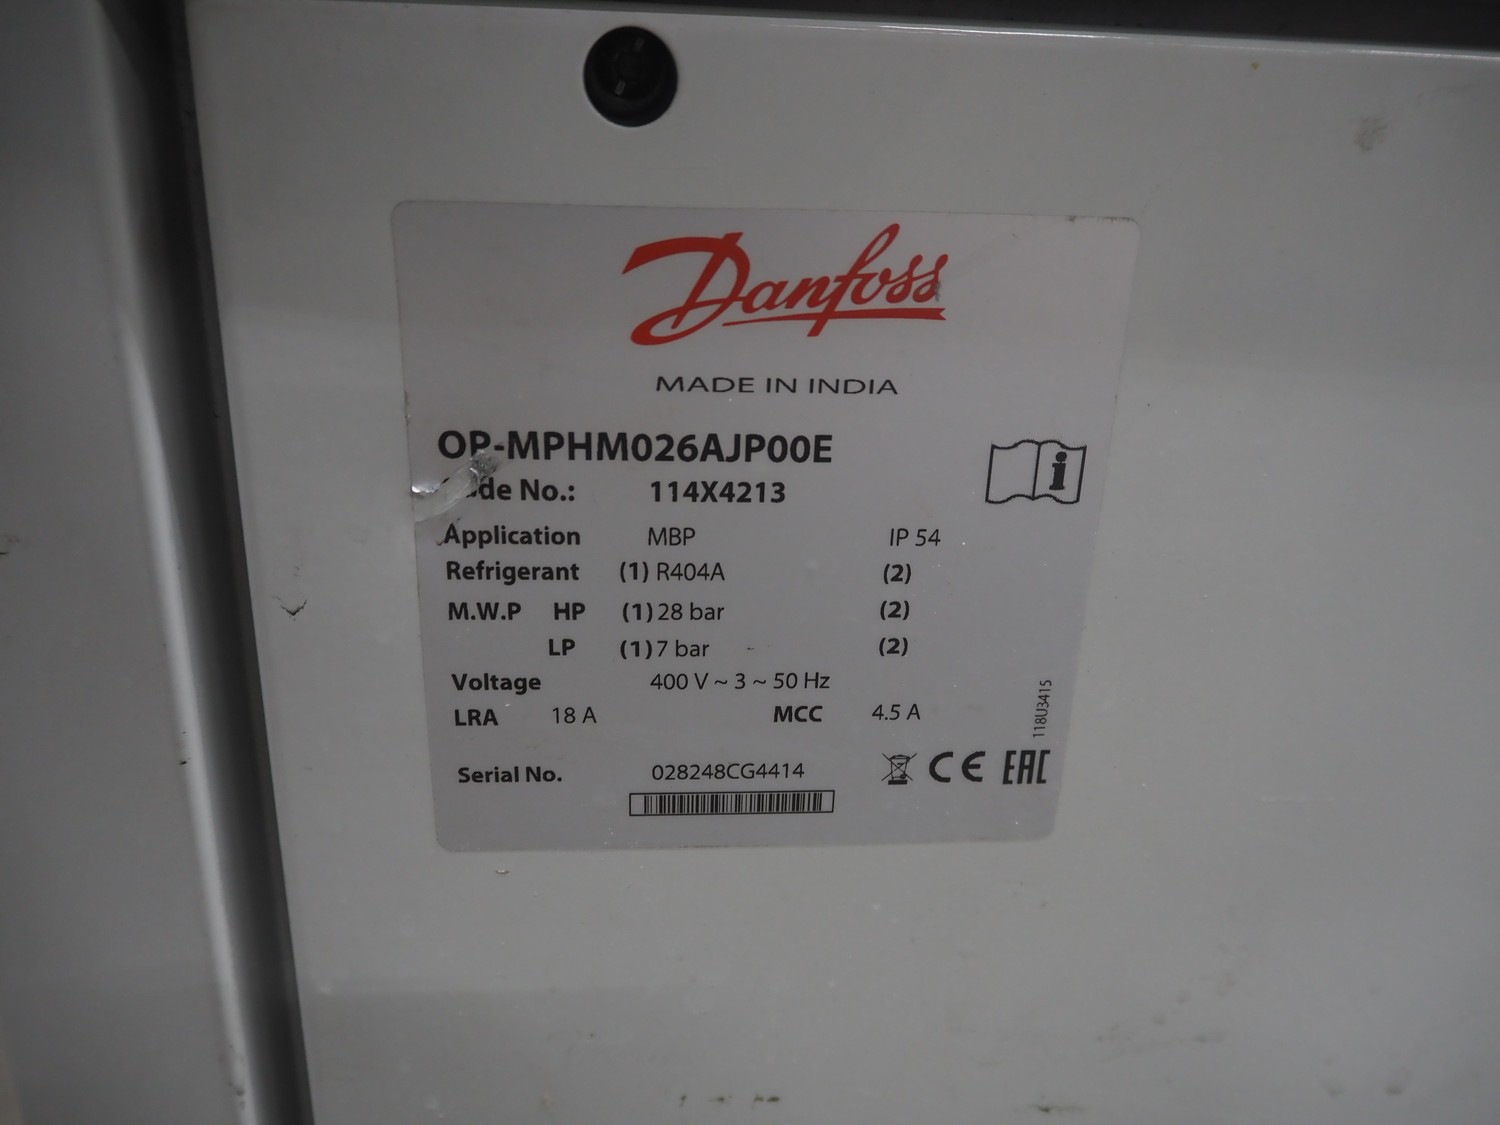 Danfoss
MADE IN INDIA
OP-MPHM026AJP00E
No.: 114X4213
Application MBP IP 54
Refrigerant (1) R404A (2)
M.W.P HP (1) 28 bar (2)
LP (1) 7 bar (2)
Voltage 400 V ~ 3 ~ 50 Hz
LRA 18 A MCC 4.5 A
118U3415
Serial No. 028248CG4414
CE EAC